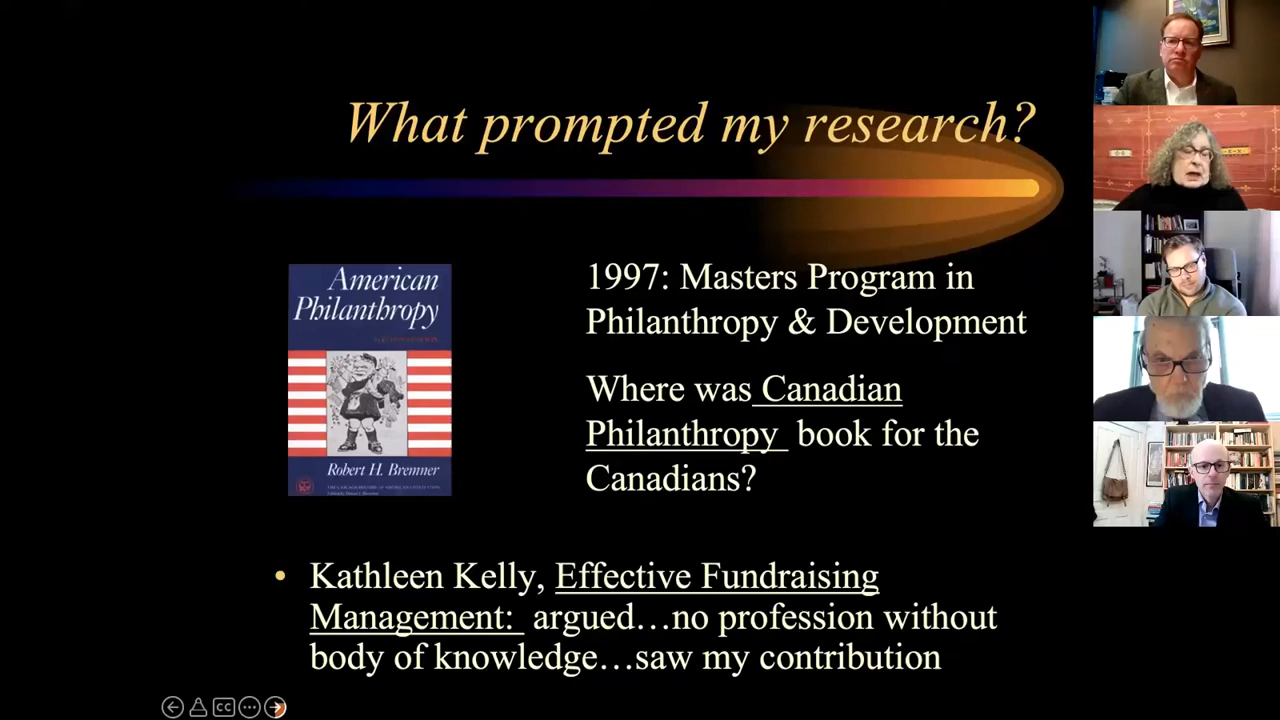 What prompted my research?
American
Philanthropy
Robert H. Bremner
1997: Masters Program in
Philanthropy & Development
Where was Canadian
Philanthropy book for the
Canadians?
• Kathleen Kelly, Effective Fundraising
Management: argued…no profession without
body of knowledge…saw my contribution
CC